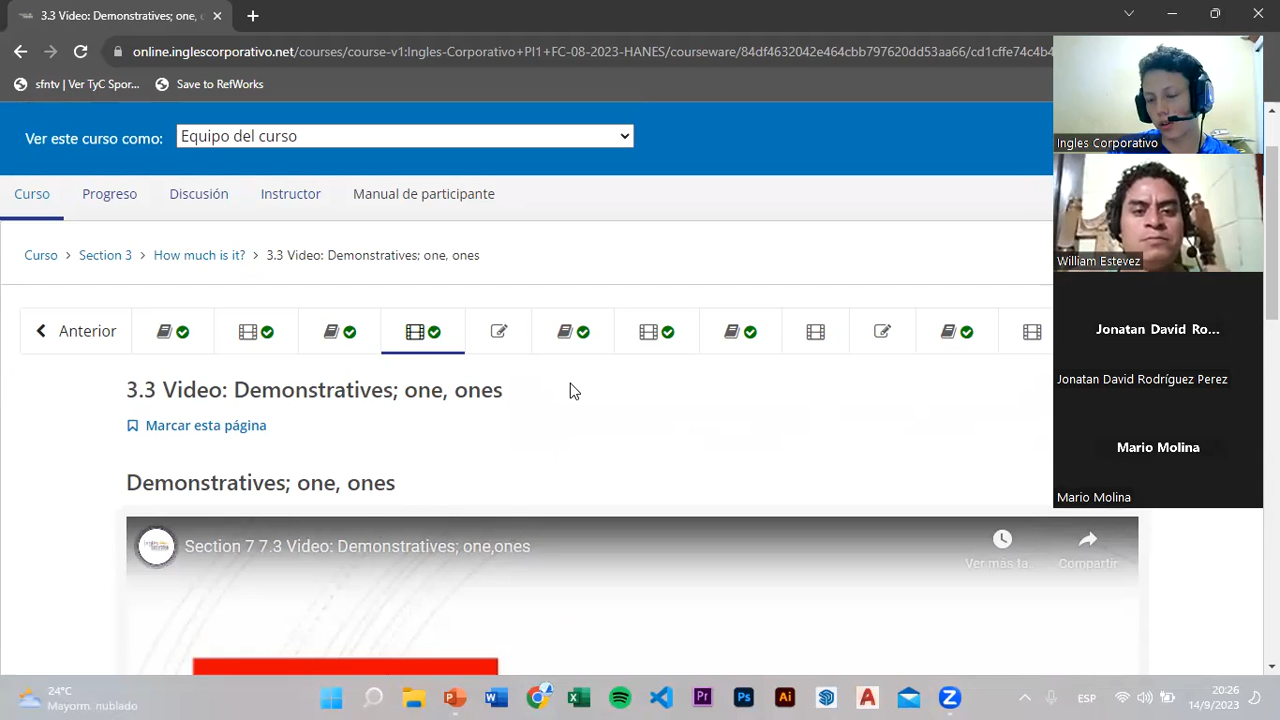 3.3 Video: Demonstratives; one,
online.inglescorporativo.net/courses/course-v1:Ingles-Corporativo+PI1+FC-08-2023-HANES/courseware/84df4632042e464cbb797620dd53aa66/cd1cffe74c4b4
sfntv | Ver TyC Spor...
Save to RefWorks
Ver este curso como:
Equipo del curso
Ingles Corporativo
Curso
Progreso
Discusión
Instructor
Manual de participante
William Estevez
Curso > Section 3 > How much is it? > 3.3 Video: Demonstratives; one, ones
Anterior
Jonatan David Ro...
Jonatan David Rodríguez Perez
3.3 Video: Demonstratives; one, ones
Marcar esta página
Mario Molina
Mario Molina
Demonstratives; one, ones
Section 7 7.3 Video: Demonstratives; one,ones
Ver más ta...
Compartir
24°C
Mayorm. nublado
ESP
20:26
14/9/2023